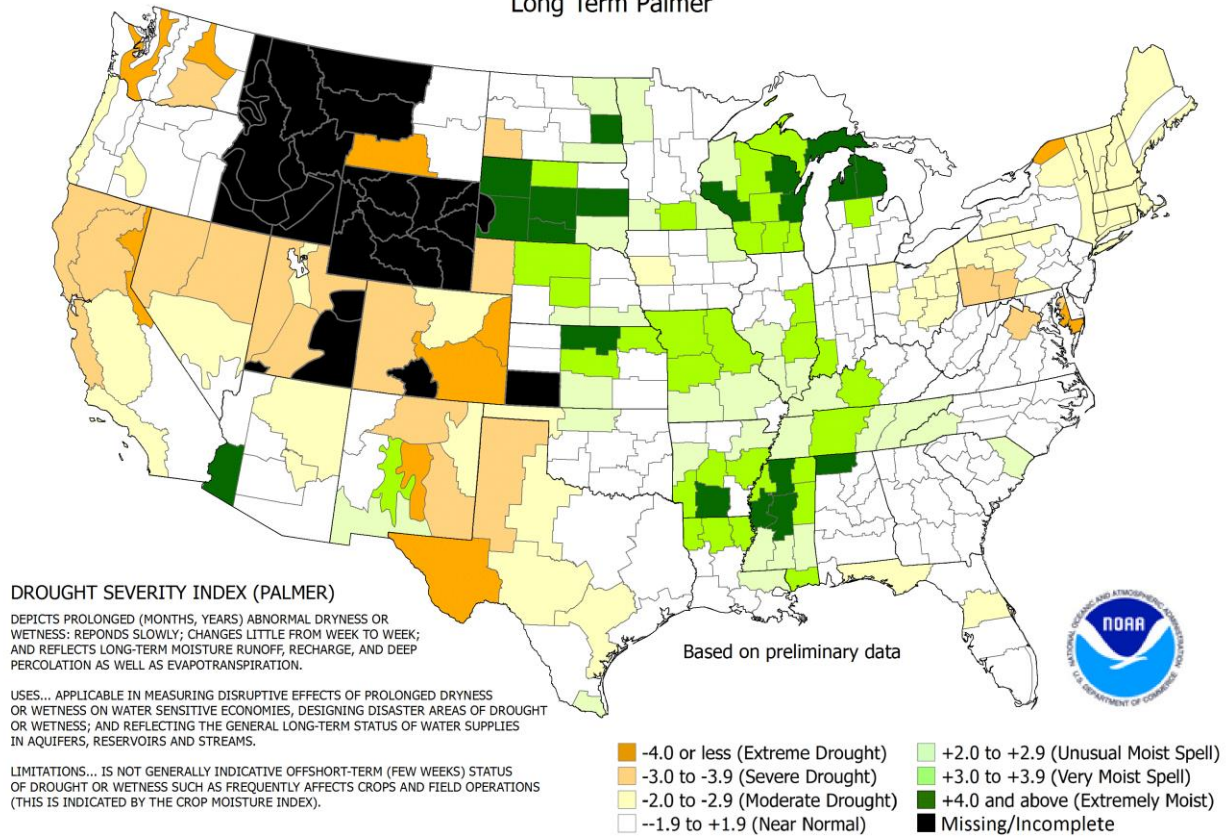 Long Term Palmer
DROUGHT SEVERITY INDEX (PALMER)
DEPICTS PROLONGED (MONTHS, YEARS) ABNORMAL DRYNESS OR
WETNESS: REPONDS SLOWLY; CHANGES LITTLE FROM WEEK TO WEEK;
AND REFLECTS LONG-TERM MOISTURE RUNOFF, RECHARGE, AND DEEP
PERCOLATION AS WELL AS EVAPOTRANSPIRATION.
USES... APPLICABLE IN MEASURING DISRUPTIVE EFFECTS OF PROLONGED DRYNESS
OR WETNESS ON WATER SENSITIVE ECONOMIES, DESIGNING DISASTER AREAS OF DROUGHT
OR WETNESS; AND REFLECTING THE GENERAL LONG-TERM STATUS OF WATER SUPPLIES
IN AQUIFERS, RESERVOIRS AND STREAMS.
LIMITATIONS... IS NOT GENERALLY INDICATIVE OFFSHORT-TERM (FEW WEEKS) STATUS
OF DROUGHT OR WETNESS SUCH AS FREQUENTLY AFFECTS CROPS AND FIELD OPERATIONS
(THIS IS INDICATED BY THE CROP MOISTURE INDEX).
Based on preliminary data
NATIONAL OCEANIC AND ATMOSPHERIC ADMINISTRATION
NOAA
U.S. DEPARTMENT OF COMMERCE
-4.0 or less (Extreme Drought)
-3.0 to -3.9 (Severe Drought)
-2.0 to -2.9 (Moderate Drought)
--1.9 to +1.9 (Near Normal)
+2.0 to +2.9 (Unusual Moist Spell)
+3.0 to +3.9 (Very Moist Spell)
+4.0 and above (Extremely Moist)
Missing/Incomplete